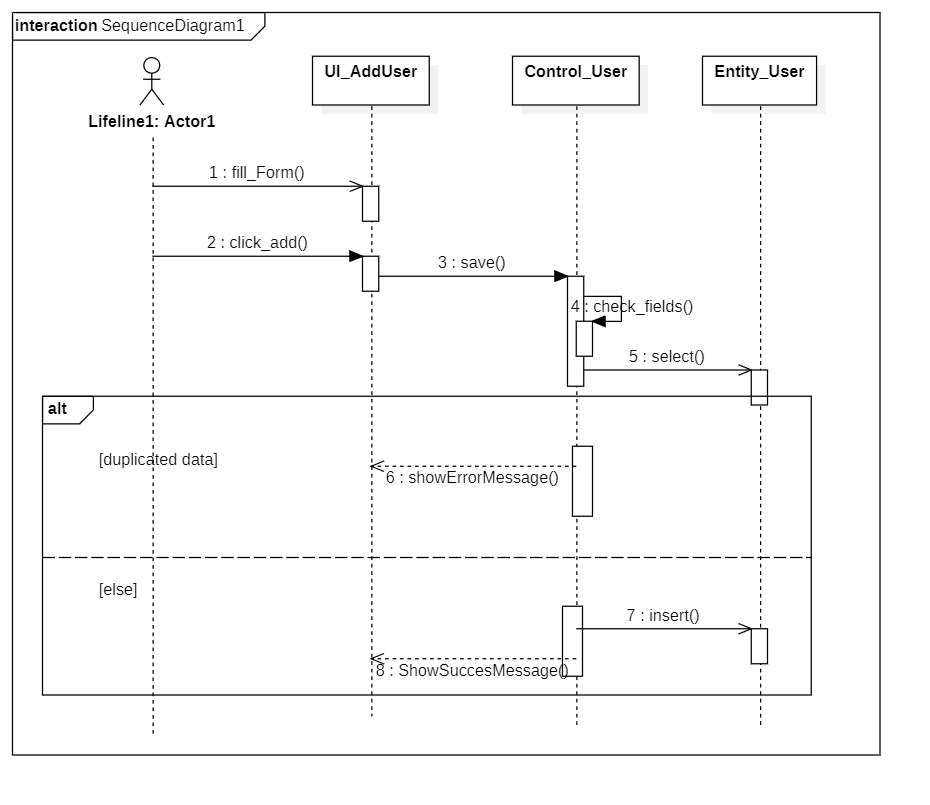 interaction SequenceDiagram1
UI_AddUser
Control_User
Entity_User
Lifeline1: Actor1
1 : fill_Form()
2 : click_add()
3 : save()
4 : check_fields()
5 : select()
alt
[duplicated data]
6 : showErrorMessage()
[else]
7 : insert()
8 : ShowSuccesMessage()